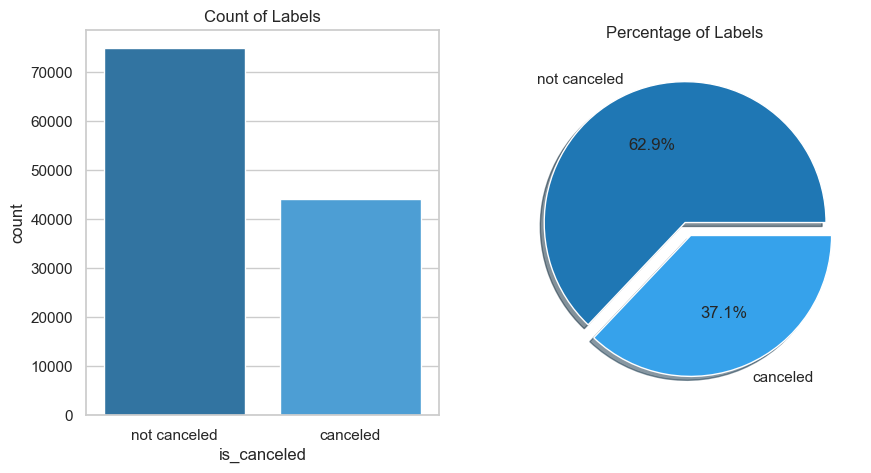 Count of Labels
count
70000
60000
50000
40000
30000
20000
10000
0
not canceled
canceled
is_canceled
Percentage of Labels
not canceled
62.9%
37.1%
canceled